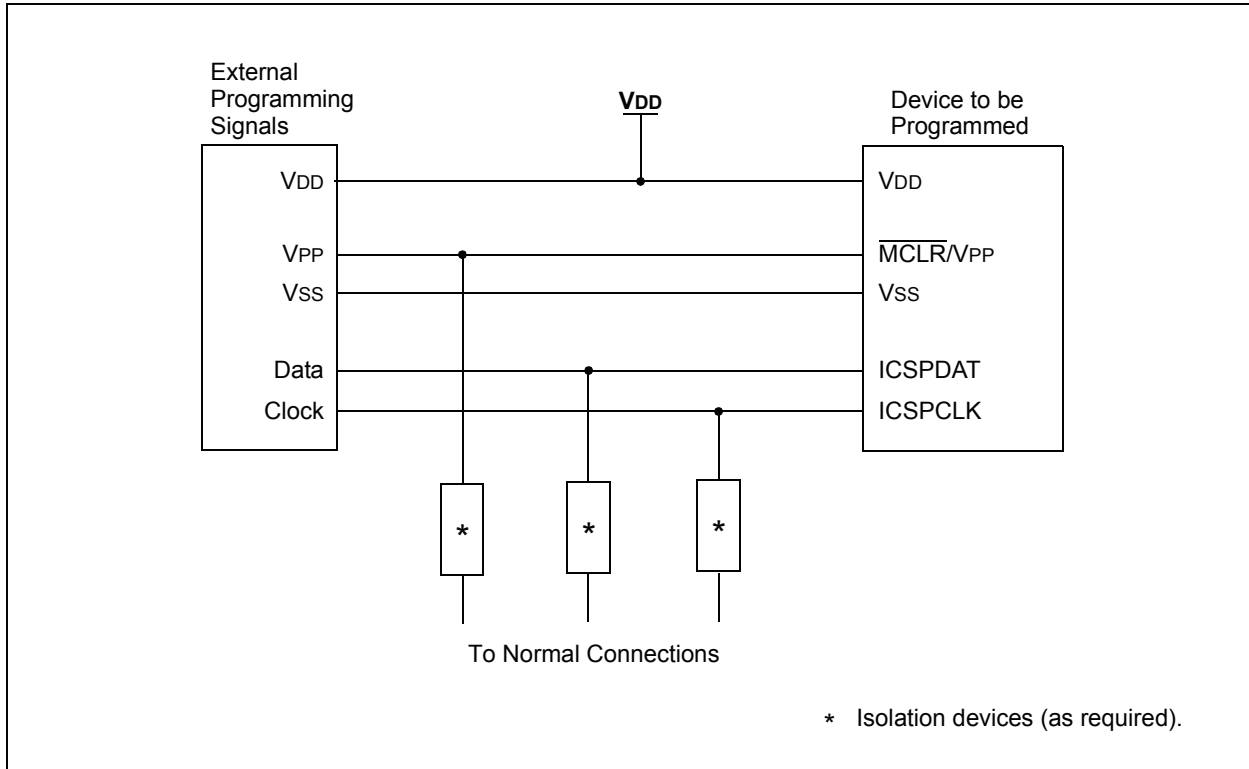 External
Programming
Signals
VDD
Device to be
Programmed
VDD
VDD
VPP
MCLR/VPP
VSS
VSS
Data
ICSPDAT
Clock
ICSPCLK
*
*
*
To Normal Connections
* Isolation devices (as required).